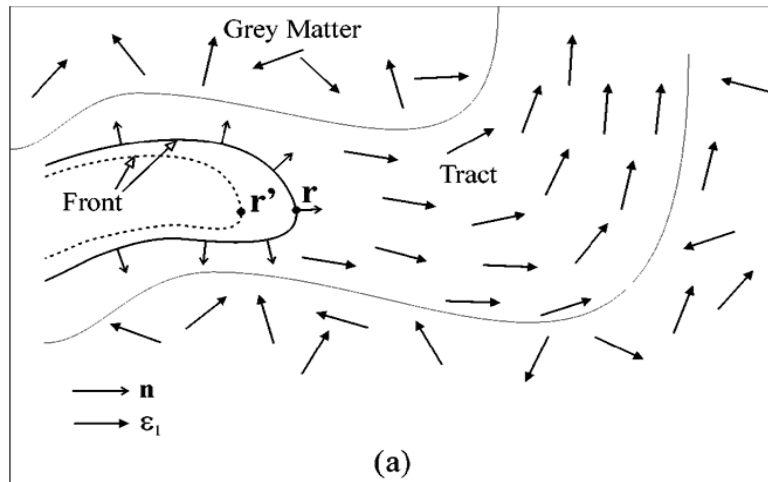 Grey Matter
Tract
Front
r’
r
n
ε₁
(a)